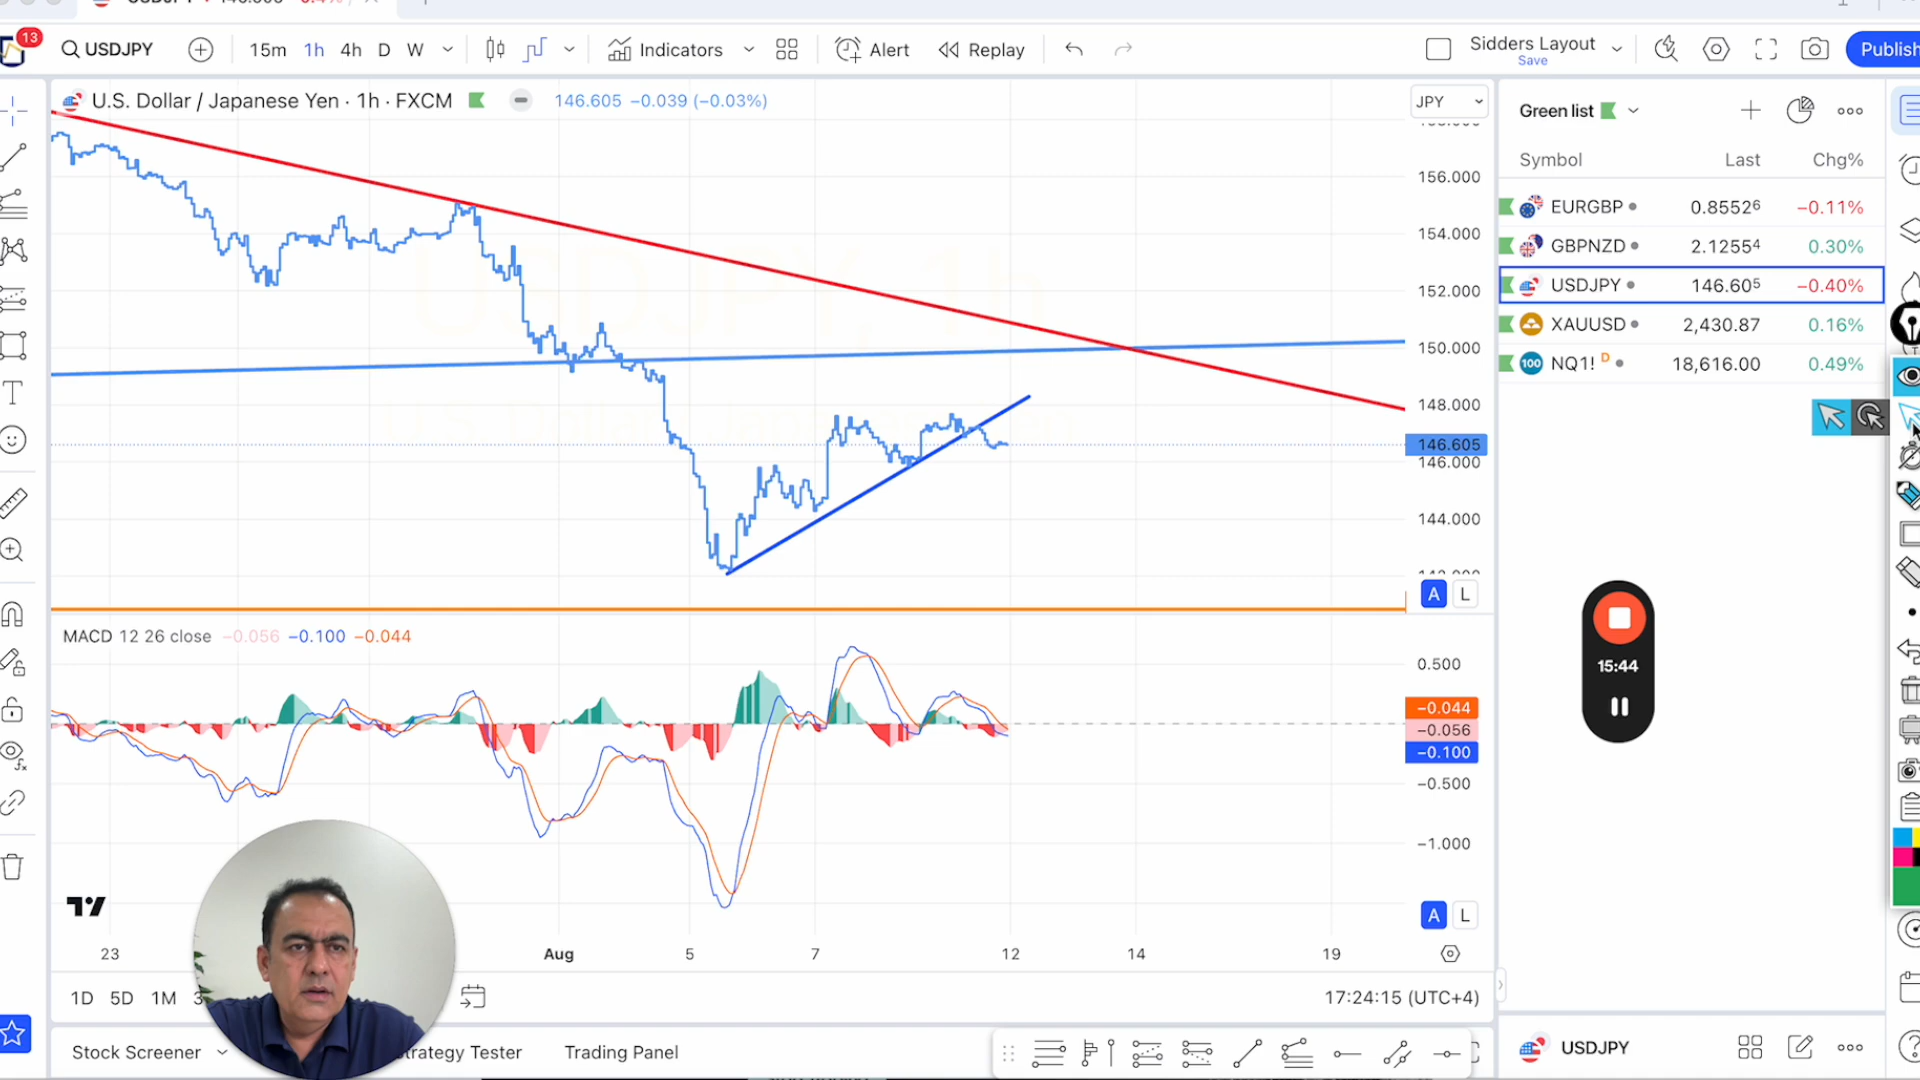 13
USDJPY
15m 1h 4h D W
Indicators
Alert
Replay
Sidders Layout
Save
Publish
U.S. Dollar / Japanese Yen · 1h · FXCM
146.605 −0.039 (−0.03%)
JPY
156.000
154.000
152.000
150.000
148.000
146.605
146.000
144.000
A L
MACD 12 26 close −0.056 −0.100 −0.044
0.500
−0.044
−0.056
−0.100
−0.500
−1.000
A L
23 Aug 5 7 12 14 19
1D 5D 1M 3
17:24:15 (UTC+4)
Stock Screener
Strategy Tester
Trading Panel
Green list
Symbol Last Chg%
EURGBP 0.85526 −0.11%
GBPNZD 2.12554 0.30%
USDJPY 146.605 −0.40%
XAUUSD 2,430.87 0.16%
100 NQ1! D 18,616.00 0.49%
15:44
USDJPY